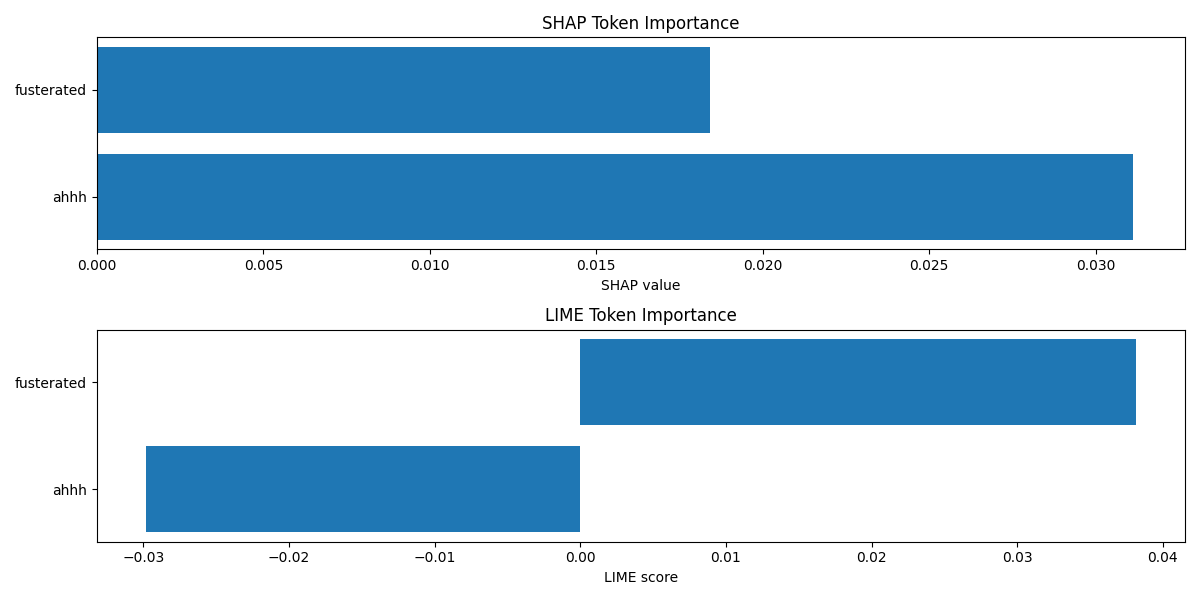 SHAP Token Importance
fusterated
ahhh
0.000 0.005 0.010 0.015 0.020 0.025 0.030
SHAP value
LIME Token Importance
fusterated
ahhh
−0.03 −0.02 −0.01 0.00 0.01 0.02 0.03 0.04
LIME score